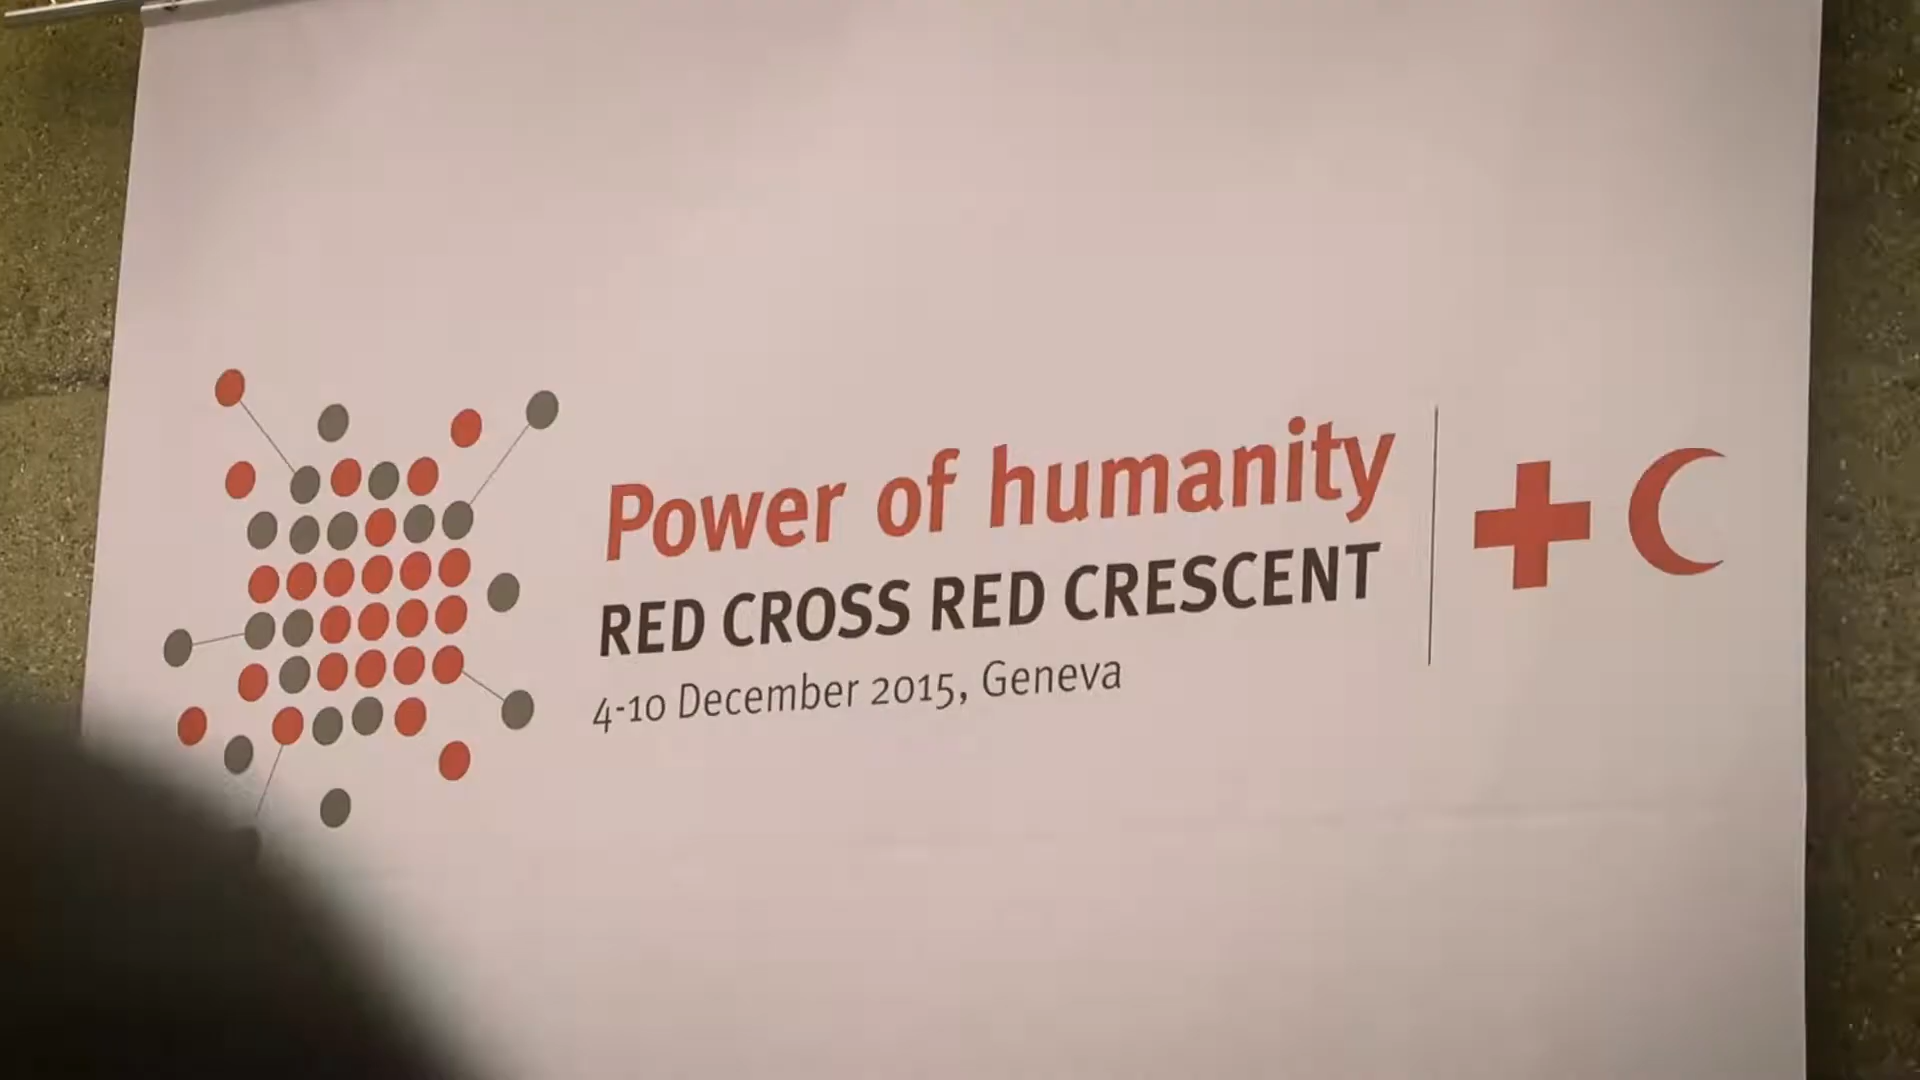 Power of humanity
RED CROSS RED CRESCENT
4-10 December 2015, Geneva